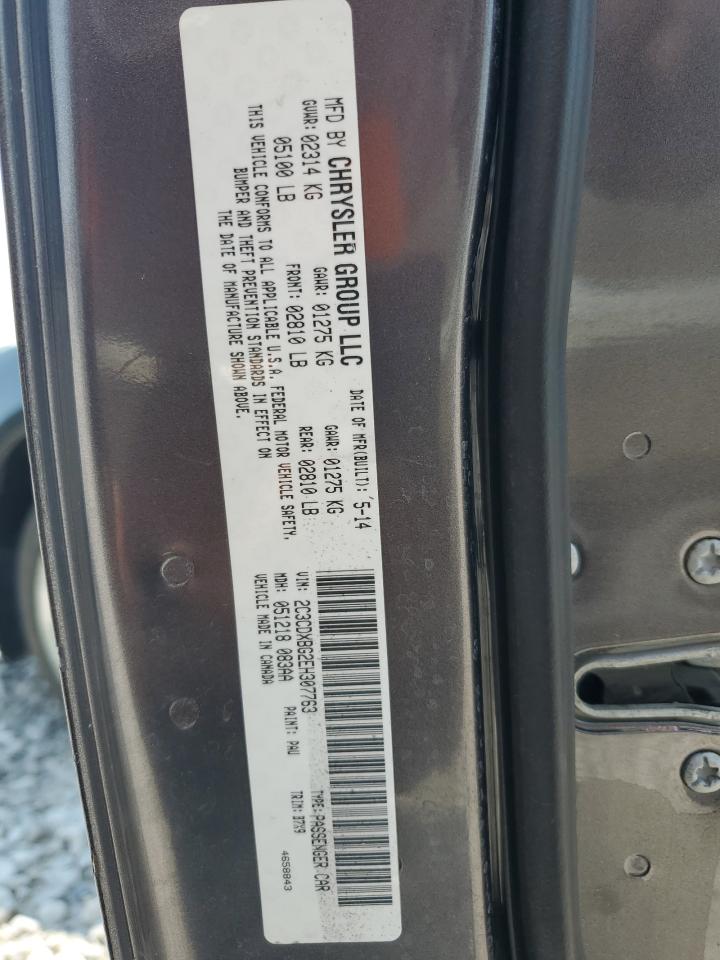 MFD BY CHRYSLER GROUP LLC
DATE OF MFR(BUILT): 5-14
GVWR: 02314 KG
GAWR: 01275 KG
GAWR: 01275 KG
05100 LB
FRONT: 02810 LB
REAR: 02810 LB
THIS VEHICLE CONFORMS TO ALL APPLICABLE U.S.A. FEDERAL MOTOR VEHICLE SAFETY,
BUMPER AND THEFT PREVENTION STANDARDS IN EFFECT ON
THE DATE OF MANUFACTURE SHOWN ABOVE.
VIN: 2C3CDXBG2EH307763
TYPE: PASSENGER CAR
MDH: 051218 083AA
PAINT: PAU
TRIM: B7X9
VEHICLE MADE IN CANADA
4658843